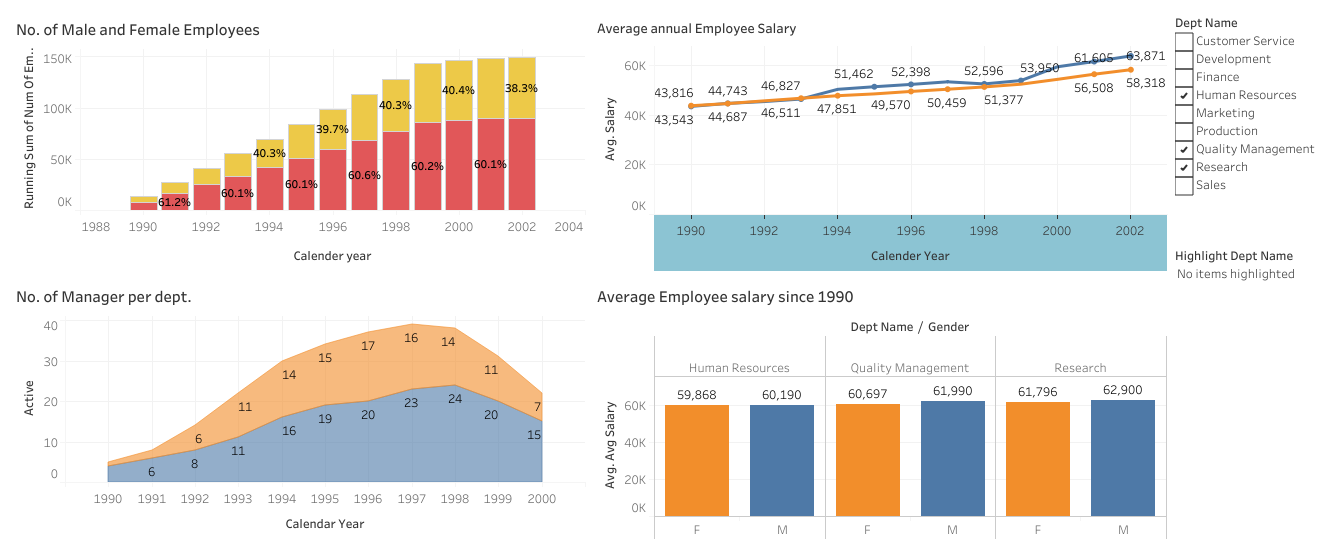 No. of Male and Female Employees
Running Sum of Num Of Em..
150K
100K
50K
0K
61.2%
60.1%
40.3%
60.1%
39.7%
60.6%
40.3%
60.2%
40.4%
60.1%
38.3%
1988 1990 1992 1994 1996 1998 2000 2002 2004
Calender year
Average annual Employee Salary
Avg. Salary
60K
40K
20K
0K
43,816 44,743 46,827 51,462 52,398 52,596 53,950 61,605 63,871
43,543 44,687 46,511 47,851 49,570 50,459 51,377 56,508 58,318
1990 1992 1994 1996 1998 2000 2002
Calender Year
Dept Name
Customer Service
Development
Finance
Human Resources
Marketing
Production
Quality Management
Research
Sales
Highlight Dept Name
No items highlighted
No. of Manager per dept.
Active
40
30
20
10
0
6 11 14 15 17 16 14 11 7
6 8 11 16 19 20 23 24 20 15
1990 1991 1992 1993 1994 1995 1996 1997 1998 1999 2000
Calendar Year
Average Employee salary since 1990
Dept Name / Gender
Human Resources Quality Management Research
Avg. Avg Salary
60K
40K
20K
0K
59,868 60,190 60,697 61,990 61,796 62,900
F M F M F M